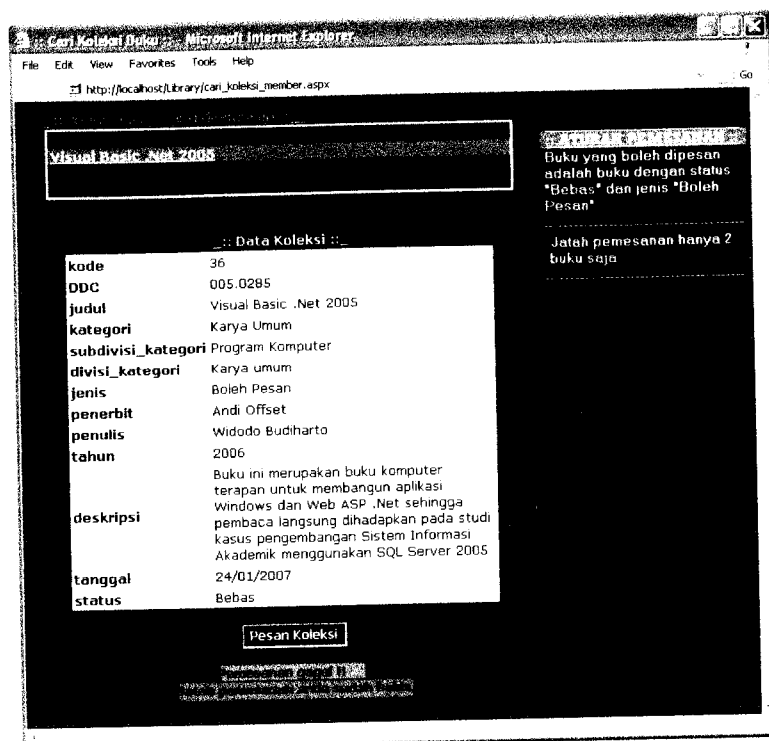 :: Cari Koleksi Buku :: - Microsoft Internet Explorer
File Edit View Favorites Tools Help
http://localhost/Library/cari_koleksi_member.aspx
Go
Visual Basic .Net 2005
Buku yang boleh dipesan
adalah buku dengan status
"Bebas" dan jenis "Boleh
Pesan"
Jatah pemesanan hanya 2
buku saja
_:: Data Koleksi ::_
kode 36
DDC 005.0285
judul Visual Basic .Net 2005
kategori Karya Umum
subdivisi_kategori Program Komputer
divisi_kategori Karya umum
jenis Boleh Pesan
penerbit Andi Offset
penulis Widodo Budiharto
tahun 2006
deskripsi Buku ini merupakan buku komputer
terapan untuk membangun aplikasi
Windows dan Web ASP .Net sehingga
pembaca langsung dihadapkan pada studi
kasus pengembangan Sistem Informasi
Akademik menggunakan SQL Server 2005
tanggal 24/01/2007
status Bebas
Pesan Koleksi